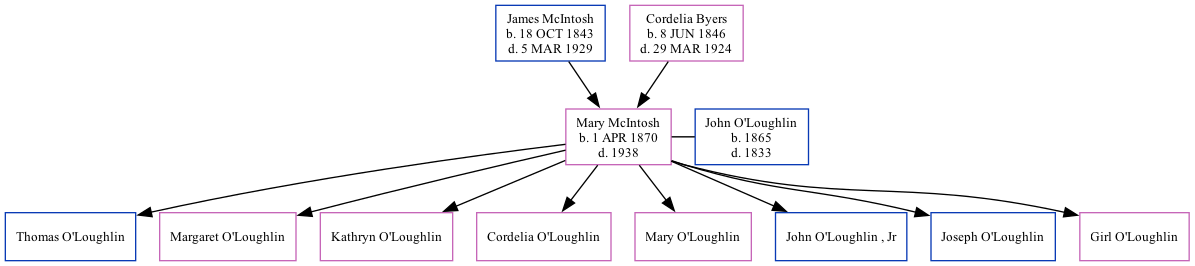 James McIntosh
b. 18 OCT 1843
d. 5 MAR 1929
Cordelia Byers
b. 8 JUN 1846
d. 29 MAR 1924
Mary McIntosh
b. 1 APR 1870
d. 1938
John O'Loughlin
b. 1865
d. 1833
Thomas O'Loughlin
Margaret O'Loughlin
Kathryn O'Loughlin
Cordelia O'Loughlin
Mary O'Loughlin
John O'Loughlin , Jr
Joseph O'Loughlin
Girl O'Loughlin